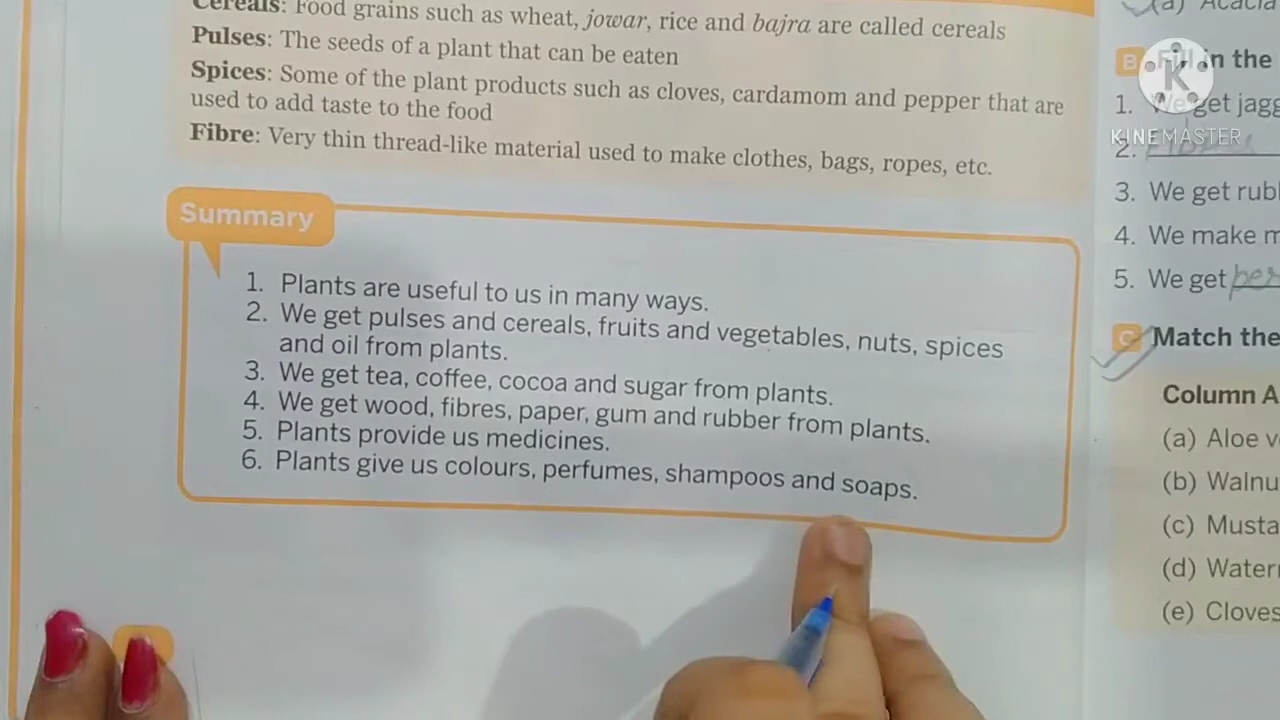 Cereals: Food grains such as wheat, jowar, rice and bajra are called cereals
Pulses: The seeds of a plant that can be eaten
Spices: Some of the plant products such as cloves, cardamom and pepper that are
used to add taste to the food
Fibre: Very thin thread-like material used to make clothes, bags, ropes, etc.
Summary
1. Plants are useful to us in many ways.
2. We get pulses and cereals, fruits and vegetables, nuts, spices
and oil from plants.
3. We get tea, coffee, cocoa and sugar from plants.
4. We get wood, fibres, paper, gum and rubber from plants.
5. Plants provide us medicines.
6. Plants give us colours, perfumes, shampoos and soaps.
(a) Acacia
B Fill in the
1. We get jagg
2. Fibres
3. We get rub
4. We make m
5. We get per
C Match the
Column A
(a) Aloe v
(b) Walnu
(c) Musta
(d) Water
(e) Cloves
K
KINEMASTER